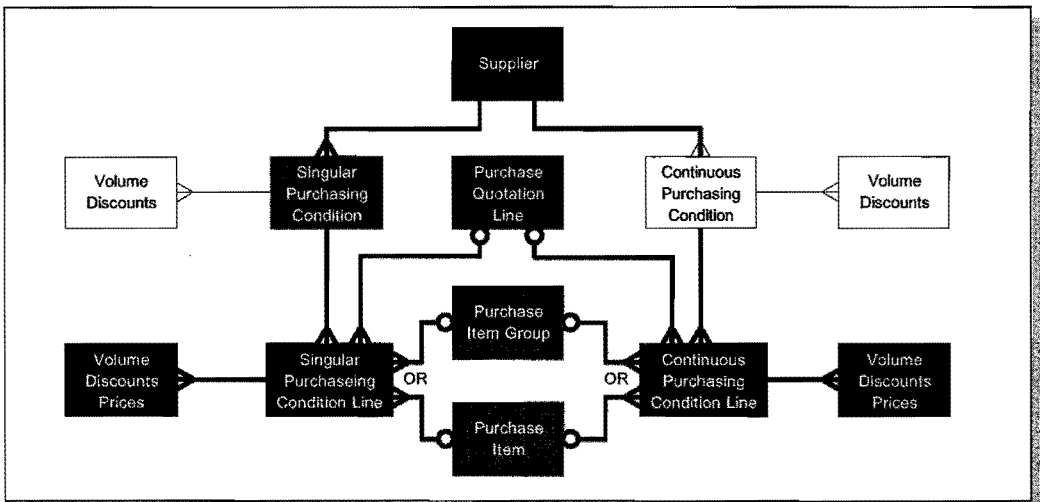 Supplier
Volume
Discounts
Singular
Purchasing
Condition
Purchase
Quotation
Line
Continuous
Purchasing
Condition
Volume
Discounts
Purchase
Item Group
Volume
Discounts
Prices
Singular
Purchaseing
Condition Line
OR
OR
Continuous
Purchasing
Condition Line
Volume
Discounts
Prices
Purchase
Item